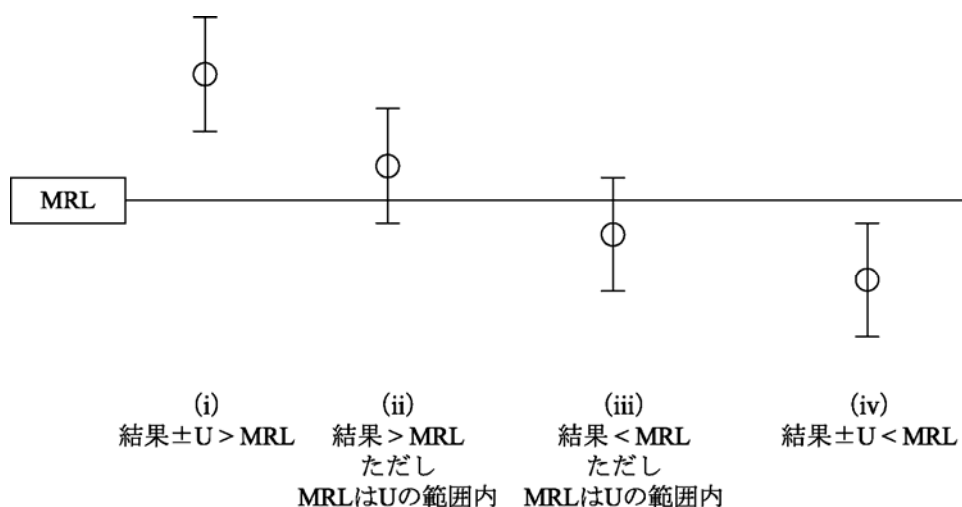 MRL
(i)
結果±U＞MRL
(ii)
結果＞MRL
ただし
MRLはUの範囲内
(iii)
結果＜MRL
ただし
MRLはUの範囲内
(iv)
結果±U＜MRL